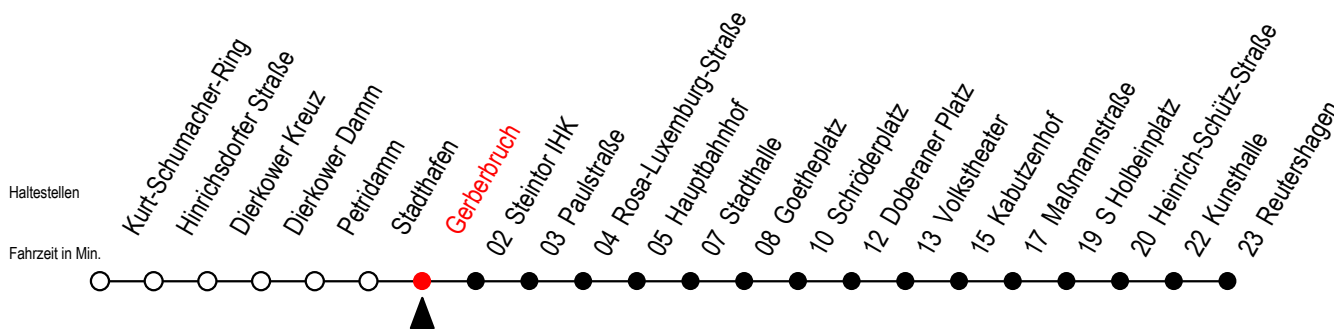 Haltestellen
Fahrzeit in Min.
Kurt-Schumacher-Ring
Hinrichsdorfer Straße
Dierkower Kreuz
Dierkower Damm
Petridamm
Stadthafen
Gerberbruch
02 Steintor IHK
03 Paulstraße
04 Rosa-Luxemburg-Straße
05 Hauptbahnhof
07 Stadthalle
08 Goetheplatz
10 Schröderplatz
12 Doberaner Platz
13 Volkstheater
15 Kabutzenhof
17 Maßmannstraße
19 S Holbeinplatz
20 Heinrich-Schütz-Straße
22 Kunsthalle
23 Reutershagen